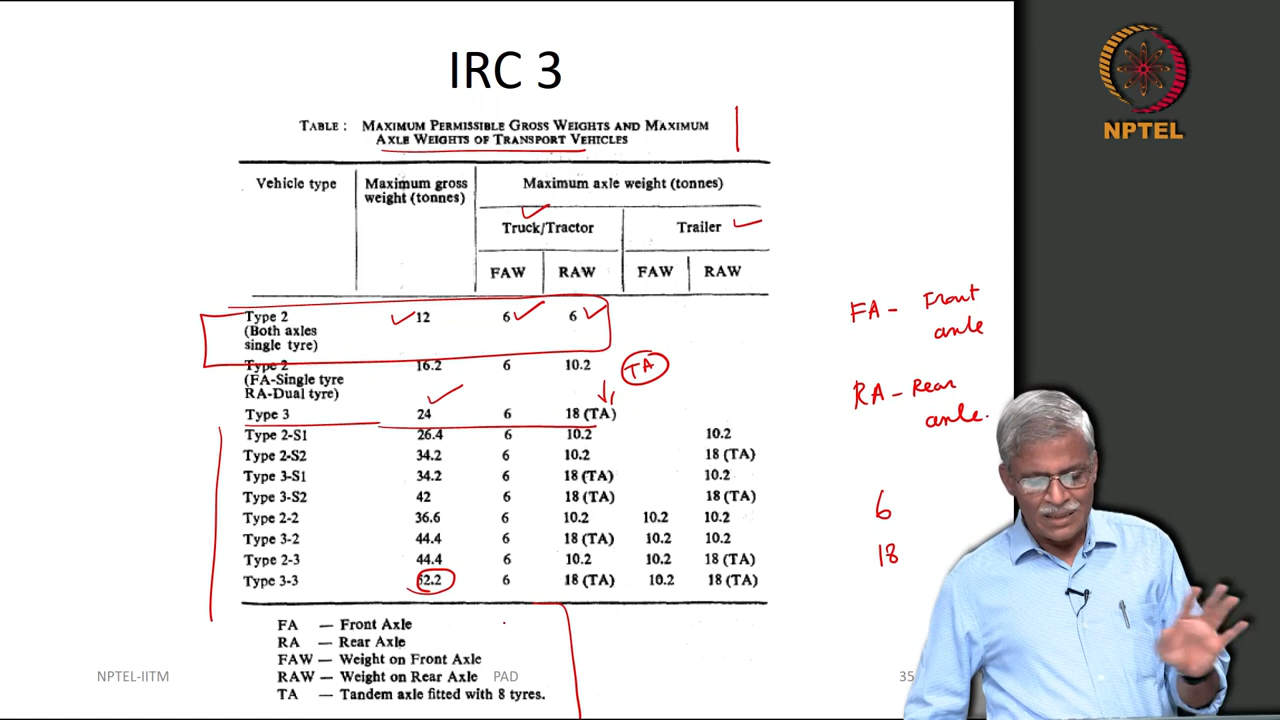 IRC 3
TABLE : MAXIMUM PERMISSIBLE GROSS WEIGHTS AND MAXIMUM
AXLE WEIGHTS OF TRANSPORT VEHICLES
Vehicle type Maximum gross weight (tonnes) Maximum axle weight (tonnes)
Truck/Tractor Trailer
FAW RAW FAW RAW
Type 2 12 6 6
(Both axles
single tyre)
Type 2 16.2 6 10.2
(FA-Single tyre
RA-Dual tyre)
Type 3 24 6 18 (TA)
Type 2-S1 26.4 6 10.2 10.2
Type 2-S2 34.2 6 10.2 18 (TA)
Type 3-S1 34.2 6 18 (TA) 10.2
Type 3-S2 42 6 18 (TA) 18 (TA)
Type 2-2 36.6 6 10.2 10.2 10.2
Type 3-2 44.4 6 18 (TA) 10.2 10.2
Type 2-3 44.4 6 10.2 10.2 18 (TA)
Type 3-3 52.2 6 18 (TA) 10.2 18 (TA)
FA — Front Axle
RA — Rear Axle
FAW — Weight on Front Axle
RAW — Weight on Rear Axle
TA — Tandem axle fitted with 8 tyres.
TA
FA - Front
axle
RA - Rear
axle.
6
18
NPTEL-IITM PAD 35
NPTEL